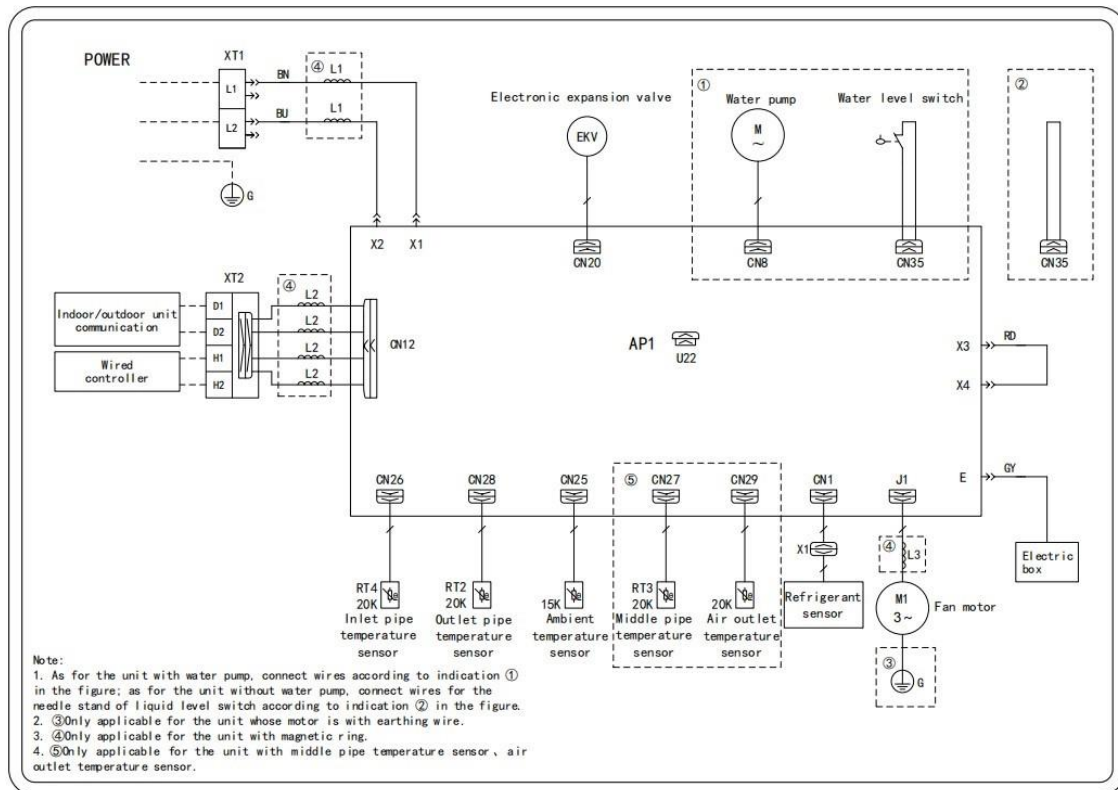 POWER
XT1
L1
L2
BN
BU
④ L1
L1
G
X2 X1
Electronic expansion valve
EKV
CN20
①
Water pump
M
~
CN8
Water level switch
CN35
②
CN35
XT2
Indoor/outdoor unit
communication
Wired
controller
D1
D2
H1
H2
④
L2
L2
L2
L2
CN12
AP1
U22
X3
RD
X4
E
GY
Electric
box
CN26
CN28
CN25
⑤ CN27
CN29
CN1
J1
RT4
20K
Inlet pipe
temperature
sensor
RT2
20K
Outlet pipe
temperature
sensor
15K
Ambient
temperature
sensor
RT3
20K
Middle pipe
temperature
sensor
20K
Air outlet
temperature
sensor
X1
Refrigerant
sensor
④ L3
M1
3~
Fan motor
③
G
Note:
1. As for the unit with water pump, connect wires according to indication ①
in the figure; as for the unit without water pump, connect wires for the
needle stand of liquid level switch according to indication ② in the figure.
2. ③Only applicable for the unit whose motor is with earthing wire.
3. ④Only applicable for the unit with magnetic ring.
4. ⑤Only applicable for the unit with middle pipe temperature sensor、air
outlet temperature sensor.